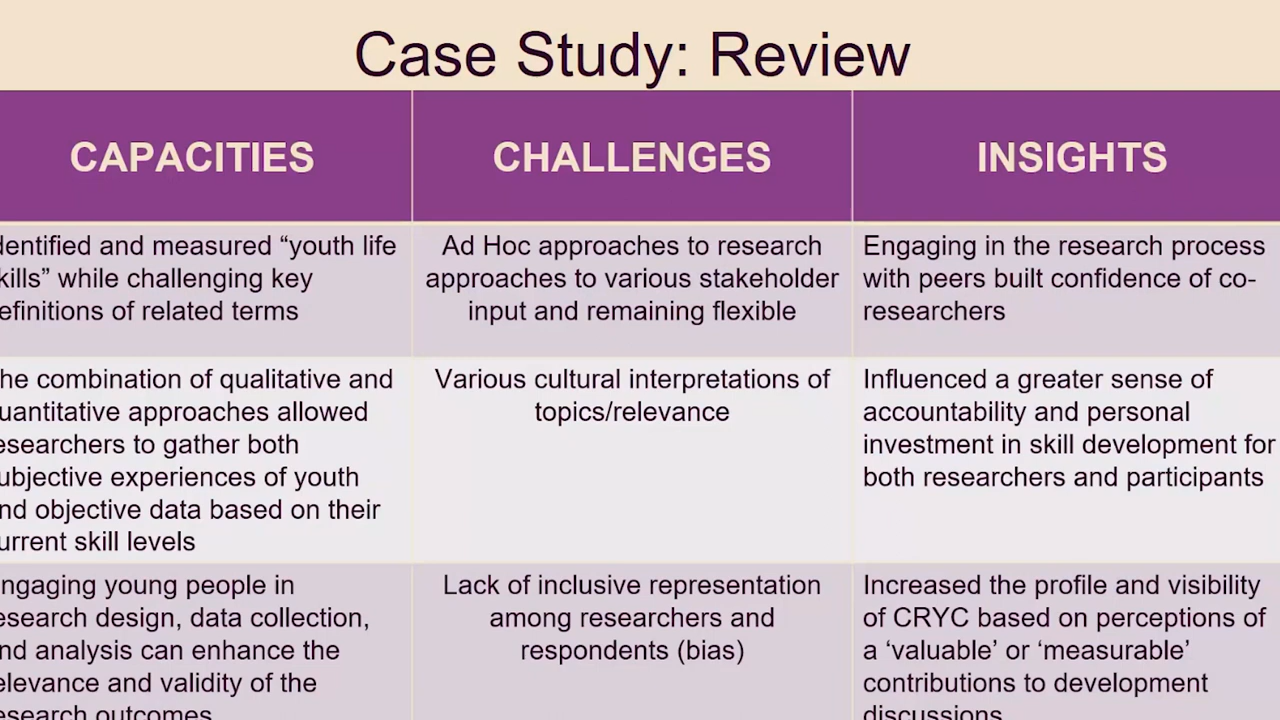 Case Study: Review
CAPACITIES
CHALLENGES
INSIGHTS
dentified and measured “youth life
kills” while challenging key
efinitions of related terms
Ad Hoc approaches to research
approaches to various stakeholder
input and remaining flexible
Engaging in the research process
with peers built confidence of co-
researchers
he combination of qualitative and
uantitative approaches allowed
esearchers to gather both
ubjective experiences of youth
nd objective data based on their
urrent skill levels
Various cultural interpretations of
topics/relevance
Influenced a greater sense of
accountability and personal
investment in skill development for
both researchers and participants
ngaging young people in
esearch design, data collection,
nd analysis can enhance the
elevance and validity of the
esearch outcomes
Lack of inclusive representation
among researchers and
respondents (bias)
Increased the profile and visibility
of CRYC based on perceptions of
a ‘valuable’ or ‘measurable’
contributions to development
discussions